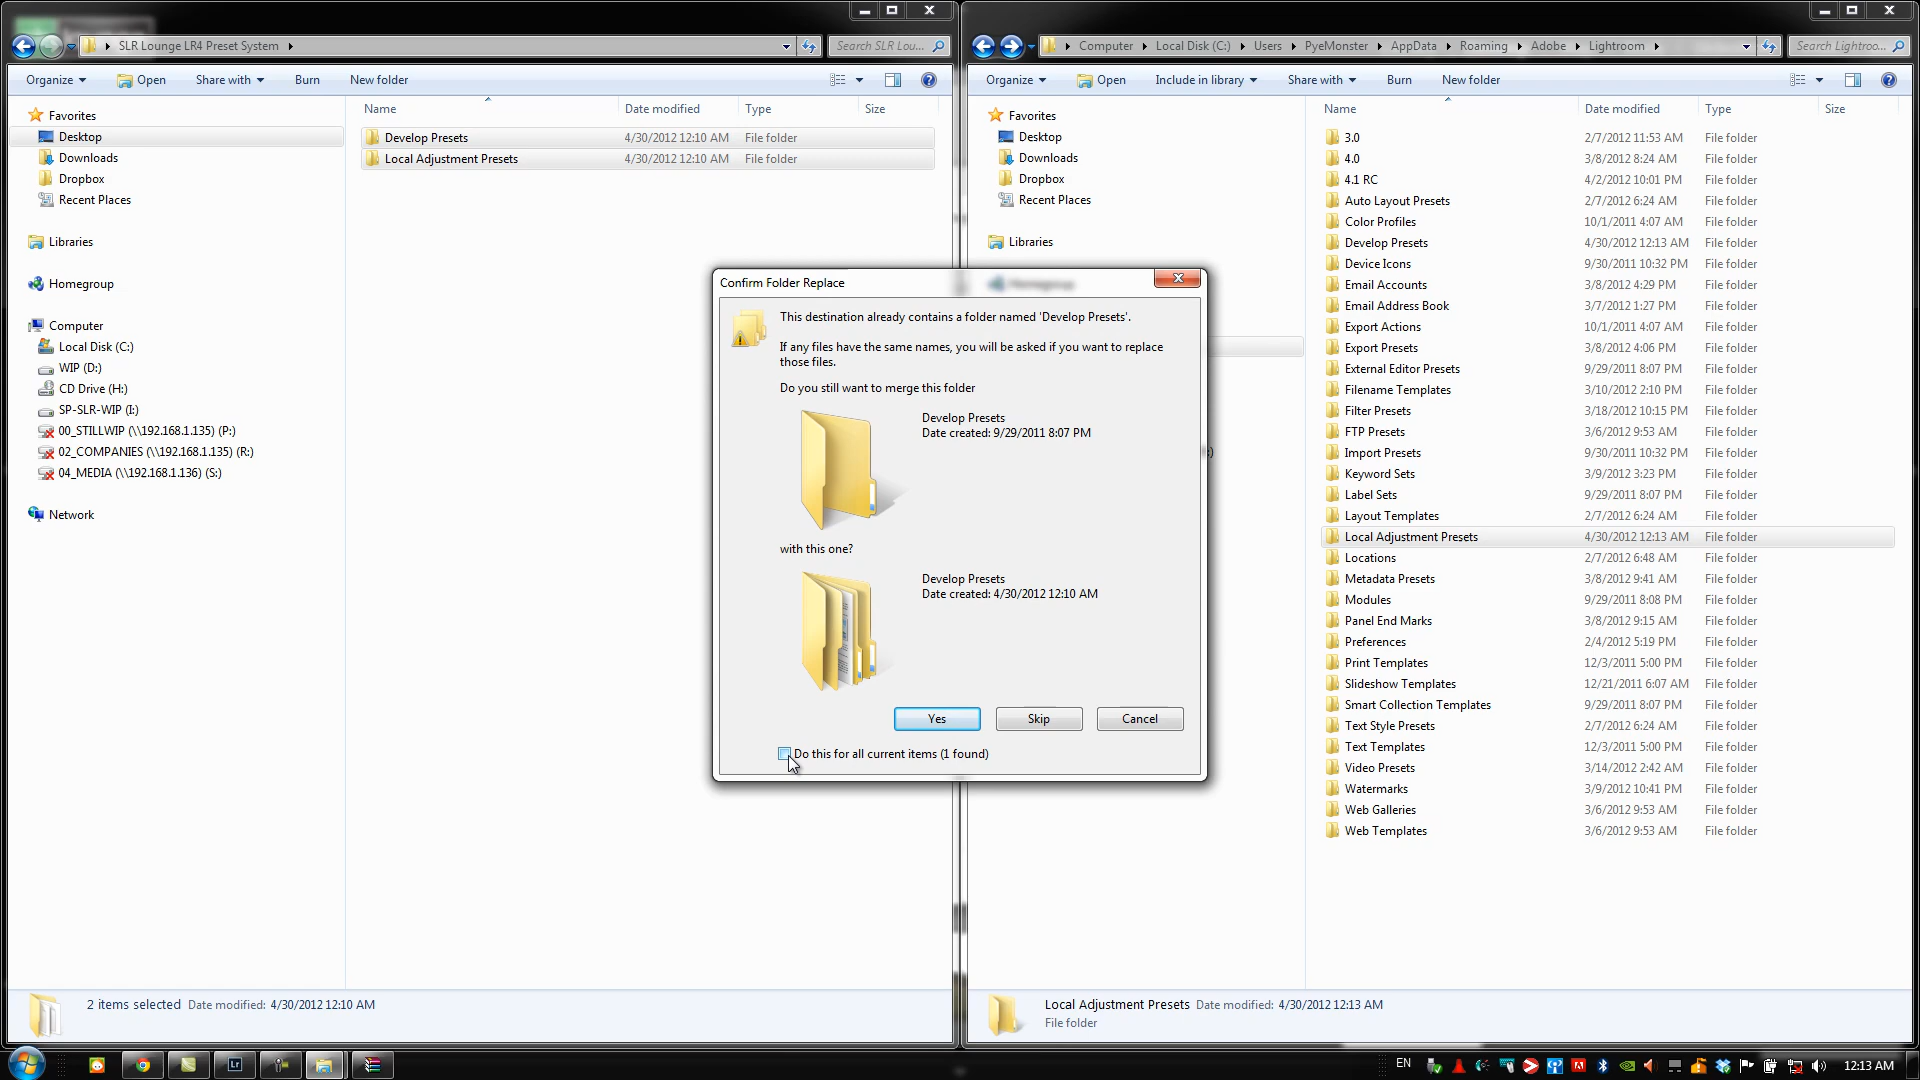 SLR Lounge LR4 Preset System
Search SLR Lou...
Organize
Open
Share with
Burn
New folder
Favorites
Desktop
Downloads
Dropbox
Recent Places
Libraries
Homegroup
Computer
Local Disk (C:)
WIP (D:)
CD Drive (H:)
SP-SLR-WIP (I:)
00_STILLWIP (\\192.168.1.135) (P:)
02_COMPANIES (\\192.168.1.135) (R:)
04_MEDIA (\\192.168.1.136) (S:)
Network
Name Date modified Type Size
Develop Presets 4/30/2012 12:10 AM File folder
Local Adjustment Presets 4/30/2012 12:10 AM File folder
2 items selected Date modified: 4/30/2012 12:10 AM
Confirm Folder Replace
This destination already contains a folder named 'Develop Presets'.
If any files have the same names, you will be asked if you want to replace
those files.
Do you still want to merge this folder
Develop Presets
Date created: 9/29/2011 8:07 PM
with this one?
Develop Presets
Date created: 4/30/2012 12:10 AM
Yes
Skip
Cancel
Do this for all current items (1 found)
Computer Local Disk (C:) Users PyeMonster AppData Roaming Adobe Lightroom
Search Lightroo...
Organize
Open
Include in library
Share with
Burn
New folder
Favorites
Desktop
Downloads
Dropbox
Recent Places
Libraries
Homegroup
Name Date modified Type Size
3.0 2/7/2012 11:53 AM File folder
4.0 3/8/2012 8:24 AM File folder
4.1 RC 4/2/2012 10:01 PM File folder
Auto Layout Presets 2/7/2012 6:24 AM File folder
Color Profiles 10/1/2011 4:07 AM File folder
Develop Presets 4/30/2012 12:13 AM File folder
Device Icons 9/30/2011 10:32 PM File folder
Email Accounts 3/8/2012 4:29 PM File folder
Email Address Book 3/7/2012 1:27 PM File folder
Export Actions 10/1/2011 4:07 AM File folder
Export Presets 3/8/2012 4:06 PM File folder
External Editor Presets 9/29/2011 8:07 PM File folder
Filename Templates 3/10/2012 2:10 PM File folder
Filter Presets 3/18/2012 10:15 PM File folder
FTP Presets 3/6/2012 9:53 AM File folder
Import Presets 9/30/2011 10:32 PM File folder
Keyword Sets 3/9/2012 3:23 PM File folder
Label Sets 9/29/2011 8:07 PM File folder
Layout Templates 2/7/2012 6:24 AM File folder
Local Adjustment Presets 4/30/2012 12:13 AM File folder
Locations 2/7/2012 6:48 AM File folder
Metadata Presets 3/8/2012 9:41 AM File folder
Modules 9/29/2011 8:08 PM File folder
Panel End Marks 3/8/2012 9:15 AM File folder
Preferences 2/4/2012 5:19 PM File folder
Print Templates 12/3/2011 5:00 PM File folder
Slideshow Templates 12/21/2011 6:07 AM File folder
Smart Collection Templates 9/29/2011 8:07 PM File folder
Text Style Presets 2/7/2012 6:24 AM File folder
Text Templates 12/3/2011 5:00 PM File folder
Video Presets 3/14/2012 2:42 AM File folder
Watermarks 3/9/2012 10:41 PM File folder
Web Galleries 3/6/2012 9:53 AM File folder
Web Templates 3/6/2012 9:53 AM File folder
Local Adjustment Presets Date modified: 4/30/2012 12:13 AM
File folder
Lr
EN
12:13 AM